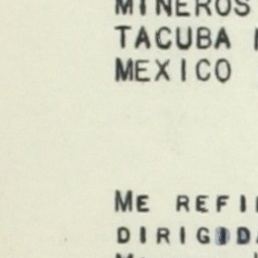 MINEROS
TACUBA
MEXICO
ME REFI
DIRIGIDA